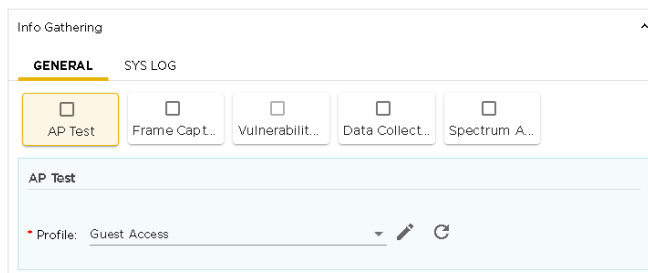 Info Gathering
GENERAL SYS LOG
AP Test Frame Capt... Vulnerabilit... Data Collect... Spectrum A...
AP Test
* Profile: Guest Access